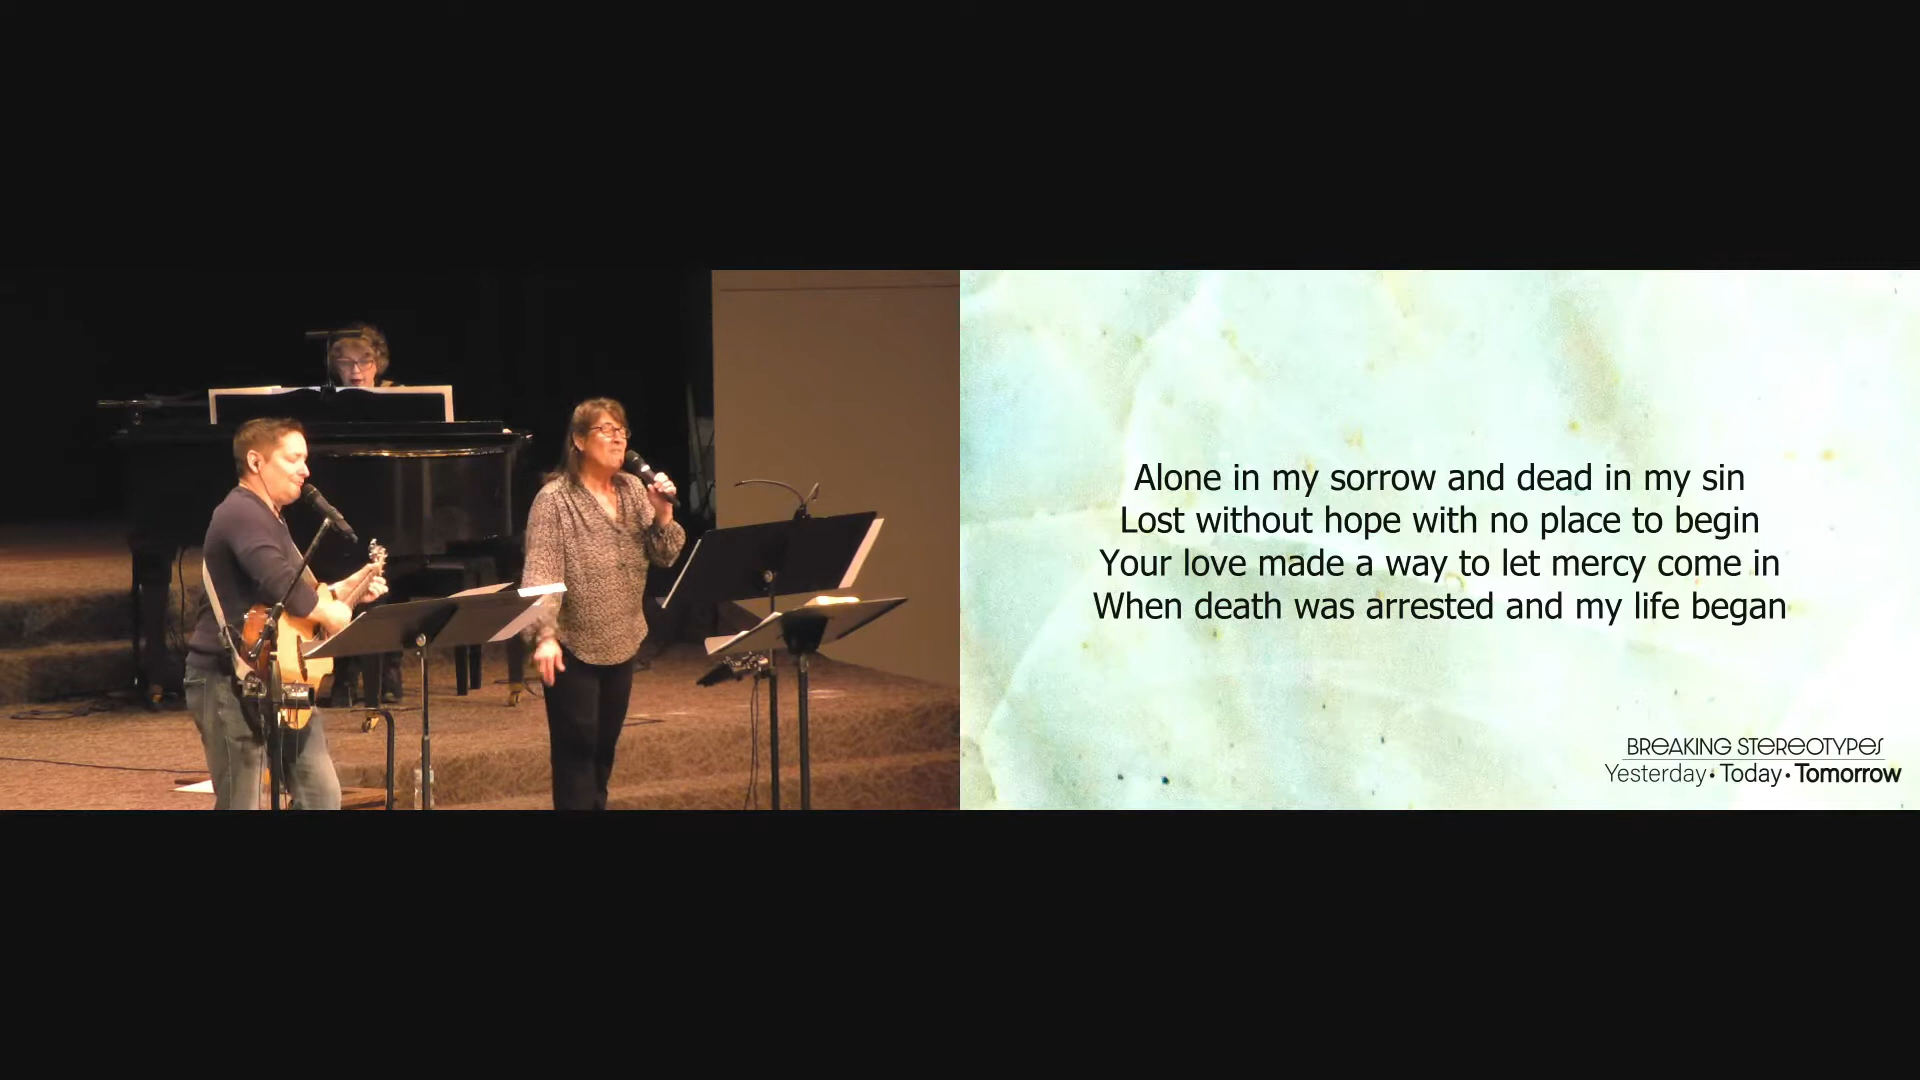 Alone in my sorrow and dead in my sin
Lost without hope with no place to begin
Your love made a way to let mercy come in
When death was arrested and my life began
BREAKING STEREOTYPES
Yesterday • Today • Tomorrow